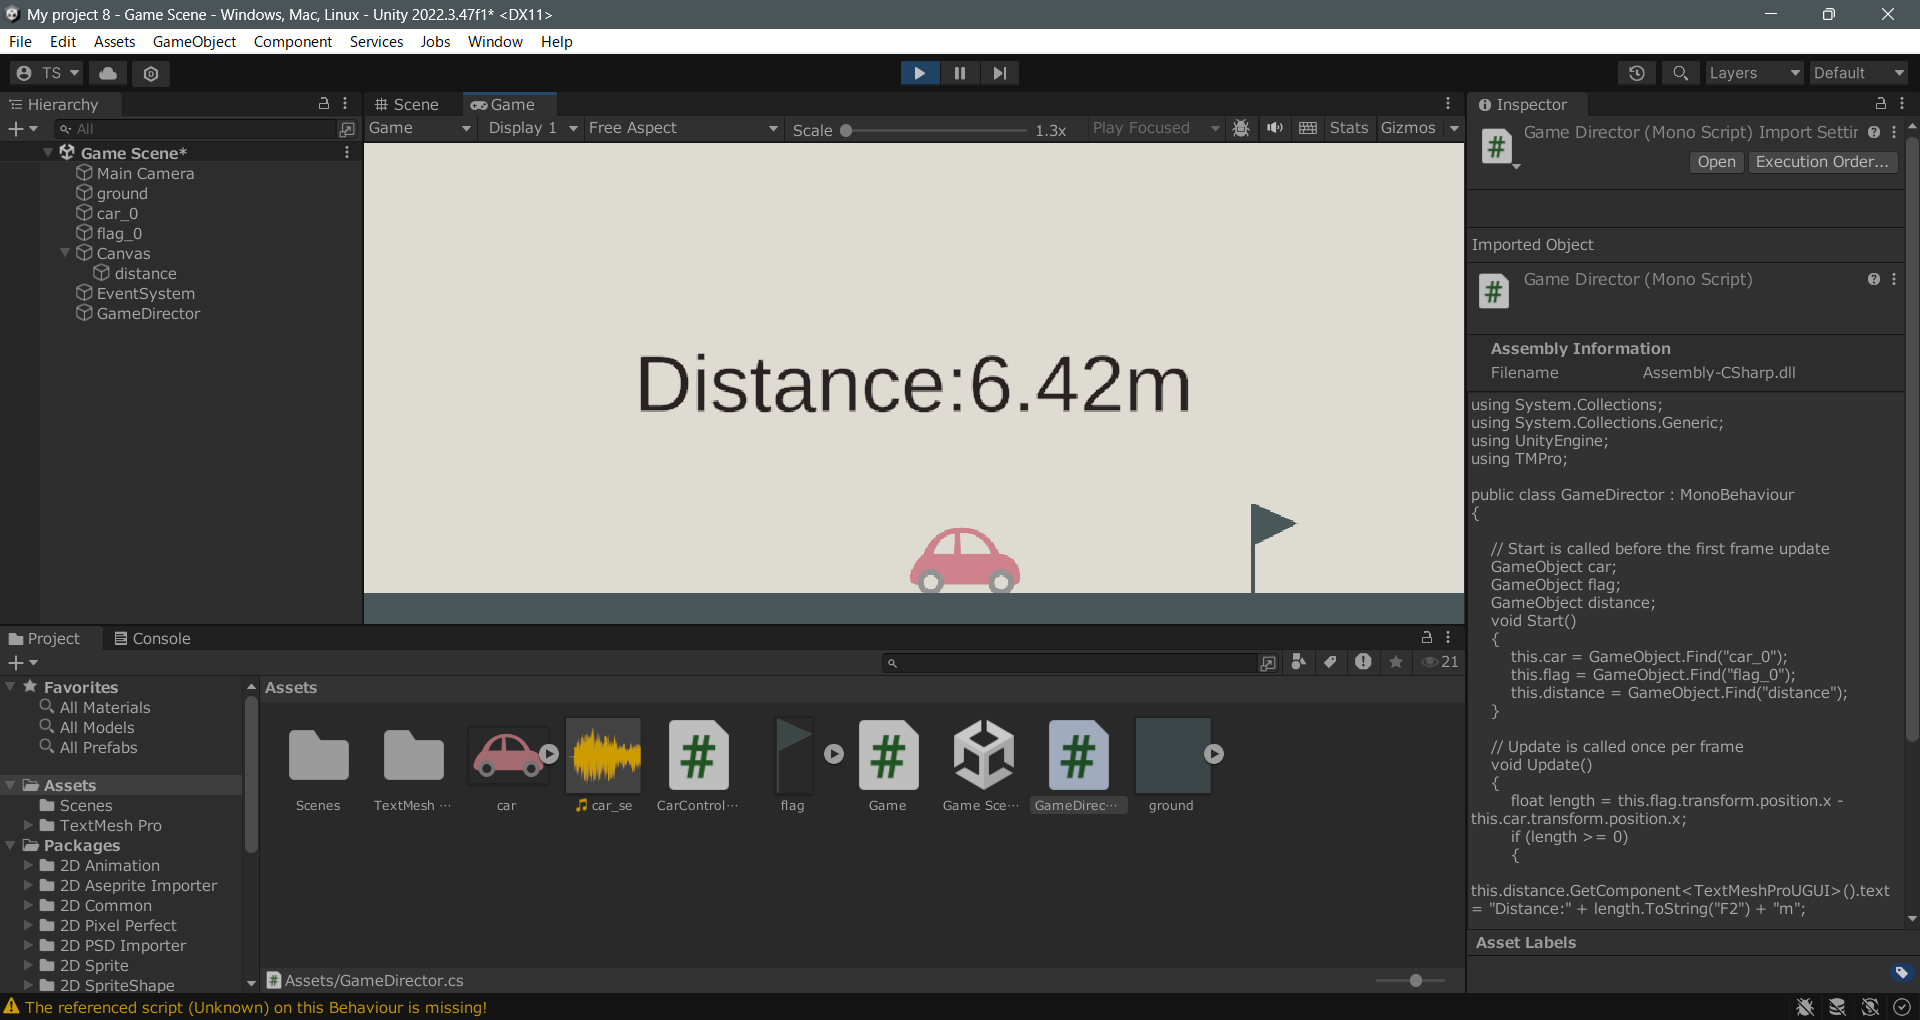 My project 8 - Game Scene - Windows, Mac, Linux - Unity 2022.3.47f1* <DX11>
File Edit Assets GameObject Component Services Jobs Window Help
TS
Layers
Default
Hierarchy
All
Game Scene*
Main Camera
ground
car_0
flag_0
Canvas
distance
EventSystem
GameDirector
Scene
Game
Game
Display 1
Free Aspect
Scale
1.3x
Play Focused
Stats
Gizmos
Distance:6.42m
Inspector
Game Director (Mono Script) Import Settir
Open
Execution Order...
Imported Object
Game Director (Mono Script)
Assembly Information
Filename Assembly-CSharp.dll
using System.Collections;
using System.Collections.Generic;
using UnityEngine;
using TMPro;
public class GameDirector : MonoBehaviour
{
// Start is called before the first frame update
GameObject car;
GameObject flag;
GameObject distance;
void Start()
{
this.car = GameObject.Find("car_0");
this.flag = GameObject.Find("flag_0");
this.distance = GameObject.Find("distance");
}
// Update is called once per frame
void Update()
{
float length = this.flag.transform.position.x -
this.car.transform.position.x;
if (length >= 0)
{
this.distance.GetComponent<TextMeshProUGUI>().text
= "Distance:" + length.ToString("F2") + "m";
Asset Labels
Project
Console
21
Favorites
All Materials
All Models
All Prefabs
Assets
Scenes
TextMesh Pro
Packages
2D Animation
2D Aseprite Importer
2D Common
2D Pixel Perfect
2D PSD Importer
2D Sprite
2D SpriteShape
Assets
Scenes
TextMesh ...
car
car_se
CarControl...
flag
Game
Game Sce...
GameDirec...
ground
Assets/GameDirector.cs
The referenced script (Unknown) on this Behaviour is missing!